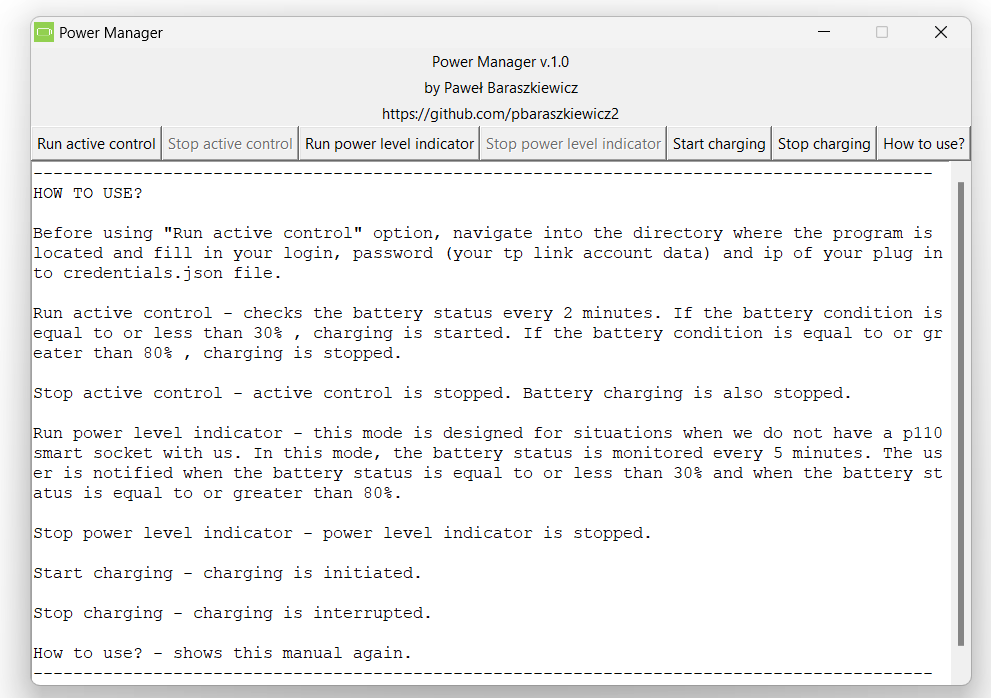 Power Manager
Power Manager v.1.0
by Paweł Baraszkiewicz
https://github.com/pbaraszkiewicz2
Run active control Stop active control Run power level indicator Stop power level indicator Start charging Stop charging How to use?
------------------------------------------------------------------------------------------
HOW TO USE?
Before using "Run active control" option, navigate into the directory where the program is
located and fill in your login, password (your tp link account data) and ip of your plug in
to credentials.json file.
Run active control - checks the battery status every 2 minutes. If the battery condition is
equal to or less than 30% , charging is started. If the battery condition is equal to or gr
eater than 80% , charging is stopped.
Stop active control - active control is stopped. Battery charging is also stopped.
Run power level indicator - this mode is designed for situations when we do not have a p110
smart socket with us. In this mode, the battery status is monitored every 5 minutes. The us
er is notified when the battery status is equal to or less than 30% and when the battery st
atus is equal to or greater than 80%.
Stop power level indicator - power level indicator is stopped.
Start charging - charging is initiated.
Stop charging - charging is interrupted.
How to use? - shows this manual again.
------------------------------------------------------------------------------------------